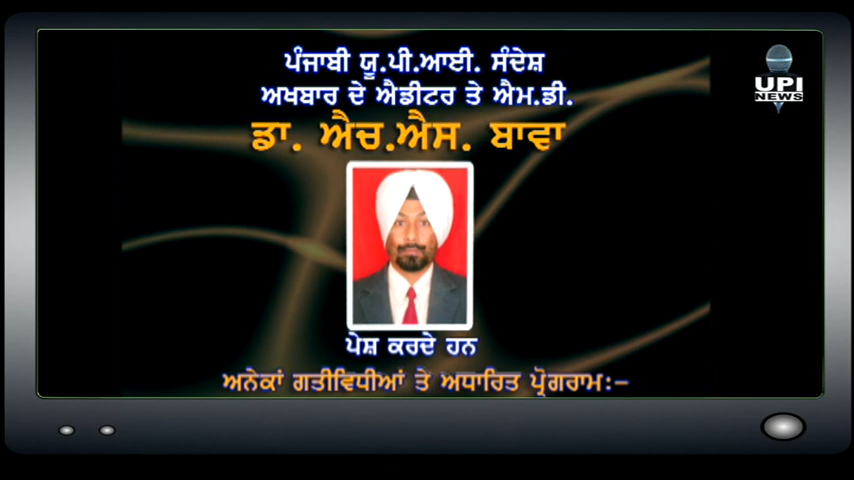 ਪੰਜਾਬੀ ਯੂ.ਪੀ.ਆਈ. ਸੰਦੇਸ਼
ਅਖਬਾਰ ਦੇ ਐਡੀਟਰ ਤੇ ਐਮ.ਡੀ.
ਡਾ. ਐਚ.ਐਸ. ਬਾਵਾ
ਪੇਸ਼ ਕਰਦੇ ਹਨ
ਅਨੇਕਾਂ ਗਤੀਵਿਧੀਆਂ ਤੇ ਅਧਾਰਿਤ ਪ੍ਰੋਗਰਾਮ:–
UPI
NEWS